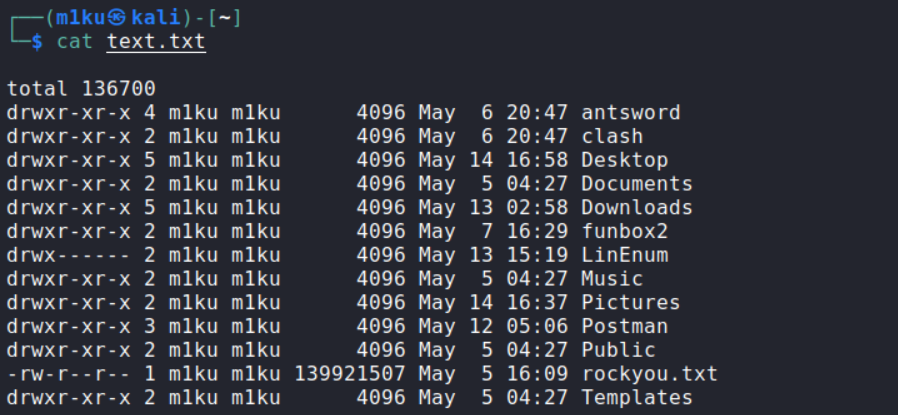 ┌──(m1ku㉿kali)-[~]
└─$ cat text.txt
total 136700
drwxr-xr-x 4 m1ku m1ku      4096 May  6 20:47 antsword
drwxr-xr-x 2 m1ku m1ku      4096 May  6 20:47 clash
drwxr-xr-x 5 m1ku m1ku      4096 May 14 16:58 Desktop
drwxr-xr-x 2 m1ku m1ku      4096 May  5 04:27 Documents
drwxr-xr-x 5 m1ku m1ku      4096 May 13 02:58 Downloads
drwxr-xr-x 2 m1ku m1ku      4096 May  7 16:29 funbox2
drwx------ 2 m1ku m1ku      4096 May 13 15:19 LinEnum
drwxr-xr-x 2 m1ku m1ku      4096 May  5 04:27 Music
drwxr-xr-x 2 m1ku m1ku      4096 May 14 16:37 Pictures
drwxr-xr-x 3 m1ku m1ku      4096 May 12 05:06 Postman
drwxr-xr-x 2 m1ku m1ku      4096 May  5 04:27 Public
-rw-r--r-- 1 m1ku m1ku 139921507 May  5 16:09 rockyou.txt
drwxr-xr-x 2 m1ku m1ku      4096 May  5 04:27 Templates